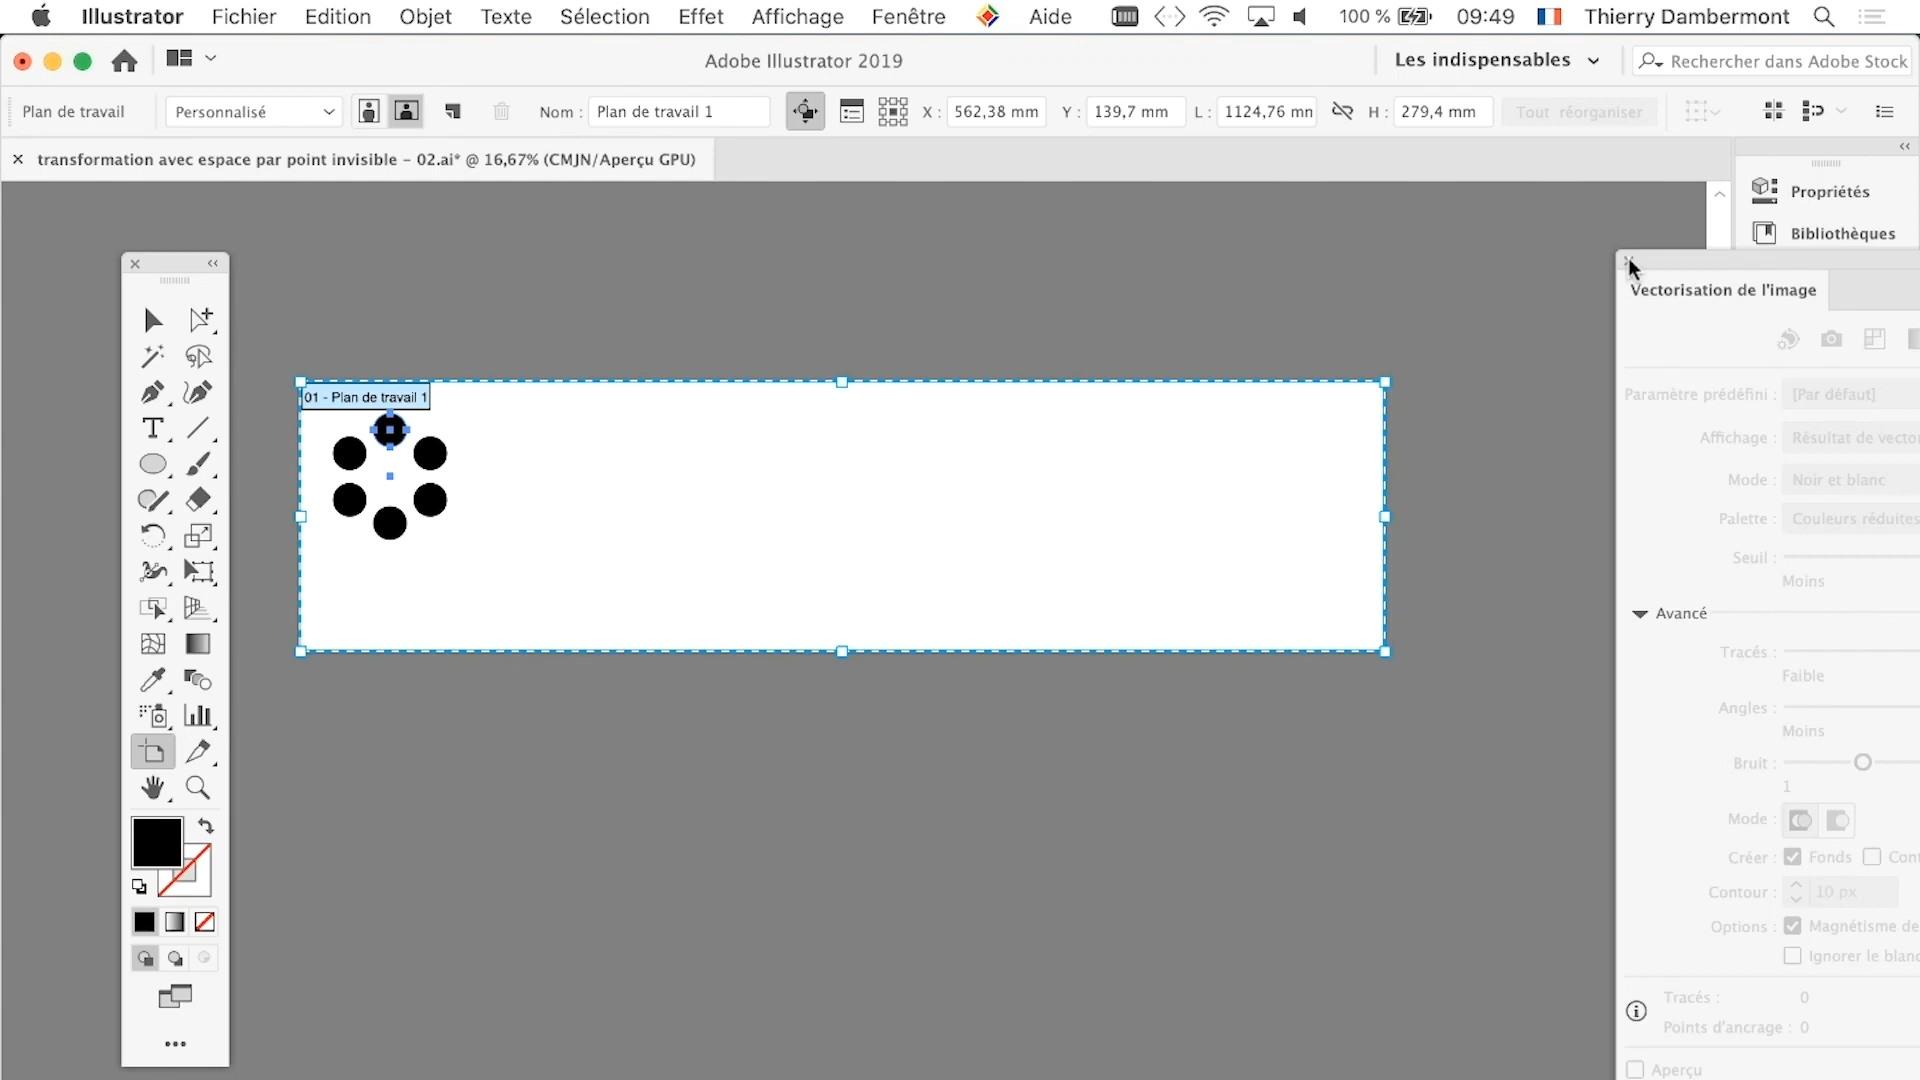 Illustrator Fichier Edition Objet Texte Sélection Effet Affichage Fenêtre Aide 100 % 09:49 Thierry Dambermont
Adobe Illustrator 2019
Les indispensables
Rechercher dans Adobe Stock
Plan de travail
Personnalisé
Nom : Plan de travail 1
X : 562,38 mm
Y : 139,7 mm
L : 1124,76 mn
H : 279,4 mm
Tout réorganiser
transformation avec espace par point invisible – 02.ai* @ 16,67% (CMJN/Aperçu GPU)
Propriétés
Bibliothèques
Vectorisation de l'image
01 - Plan de travail 1
Paramètre prédéfini : [Par défaut]
Affichage : Résultat de vecto
Mode : Noir et blanc
Palette : Couleurs réduites
Seuil :
Moins
Avancé
Tracés :
Faible
Angles :
Moins
Bruit :
1
Mode :
Créer : Fonds Cont
Contour : 10 px
Options : Magnétisme de
Ignorer le blanc
Tracés : 0
Points d'ancrage : 0
Aperçu